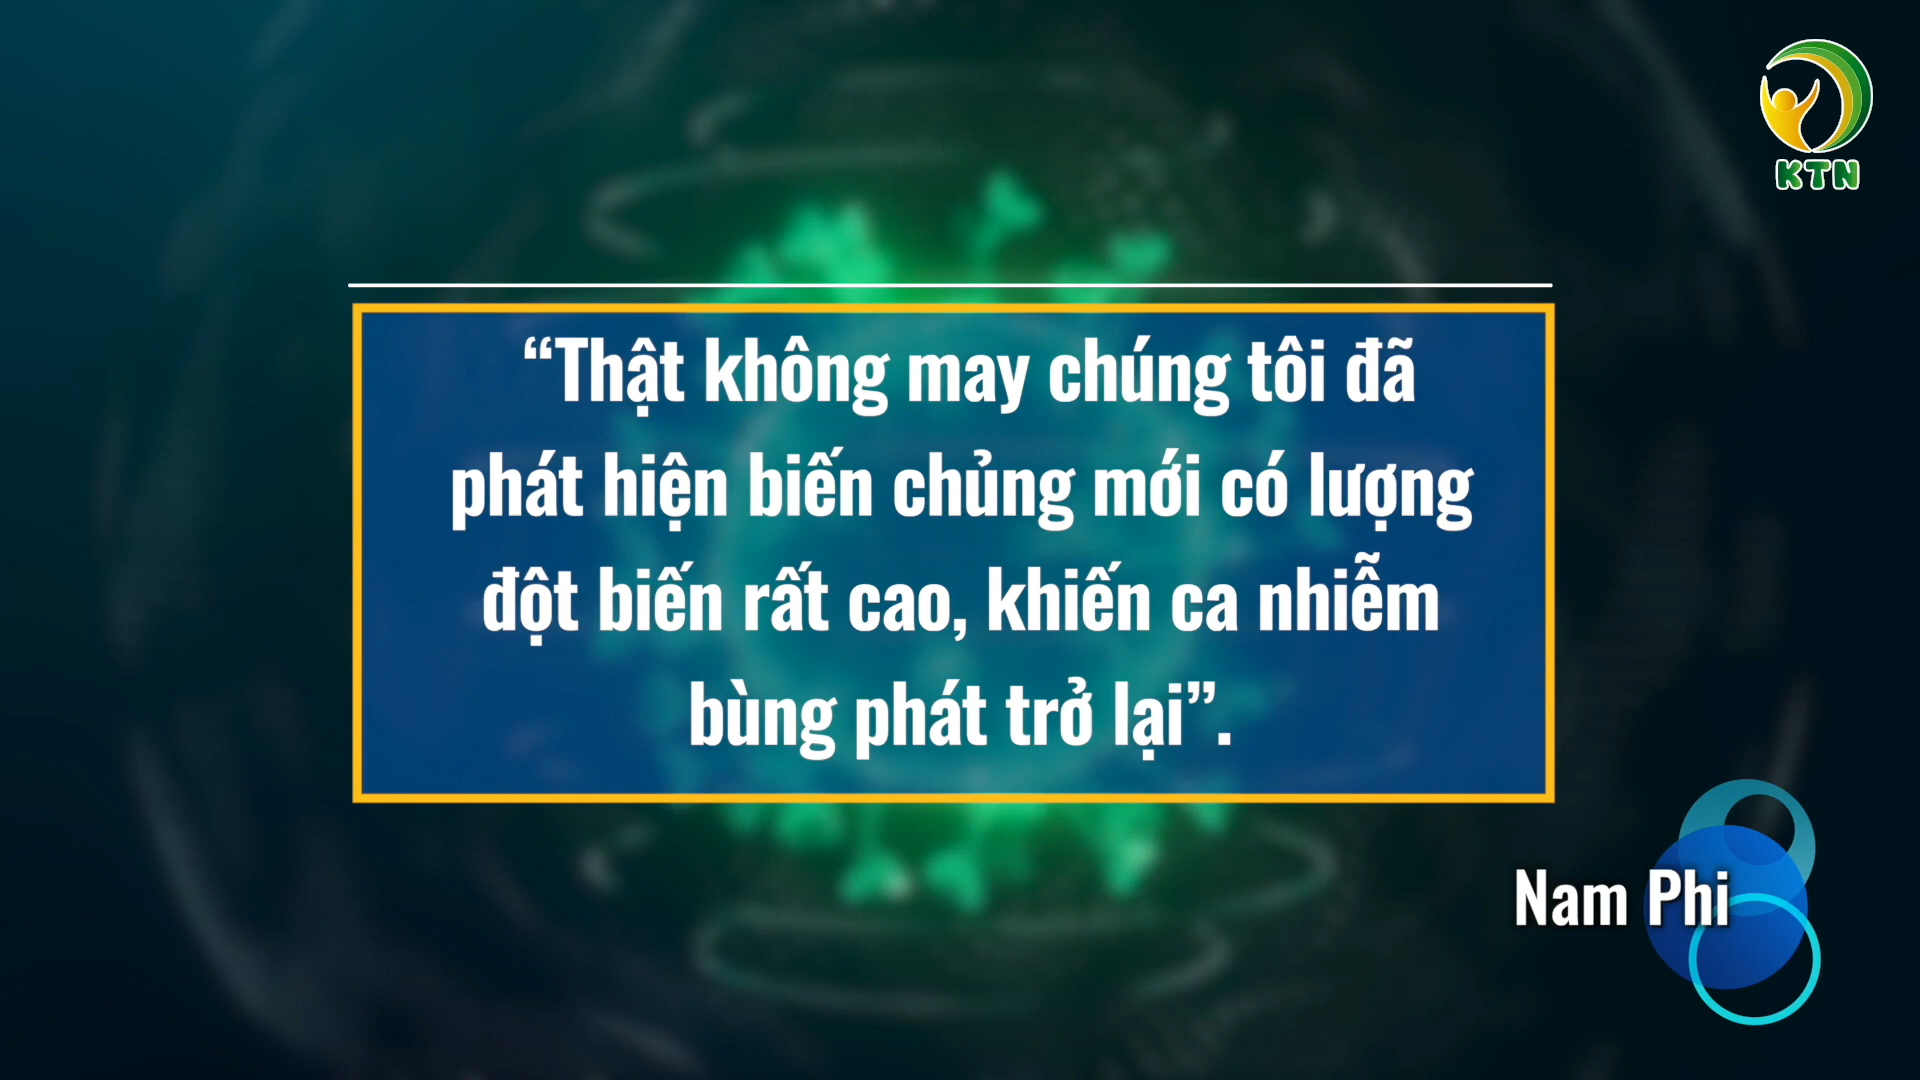 KTN
“Thật không may chúng tôi đã
phát hiện biến chủng mới có lượng
đột biến rất cao, khiến ca nhiễm
bùng phát trở lại”.
Nam Phi